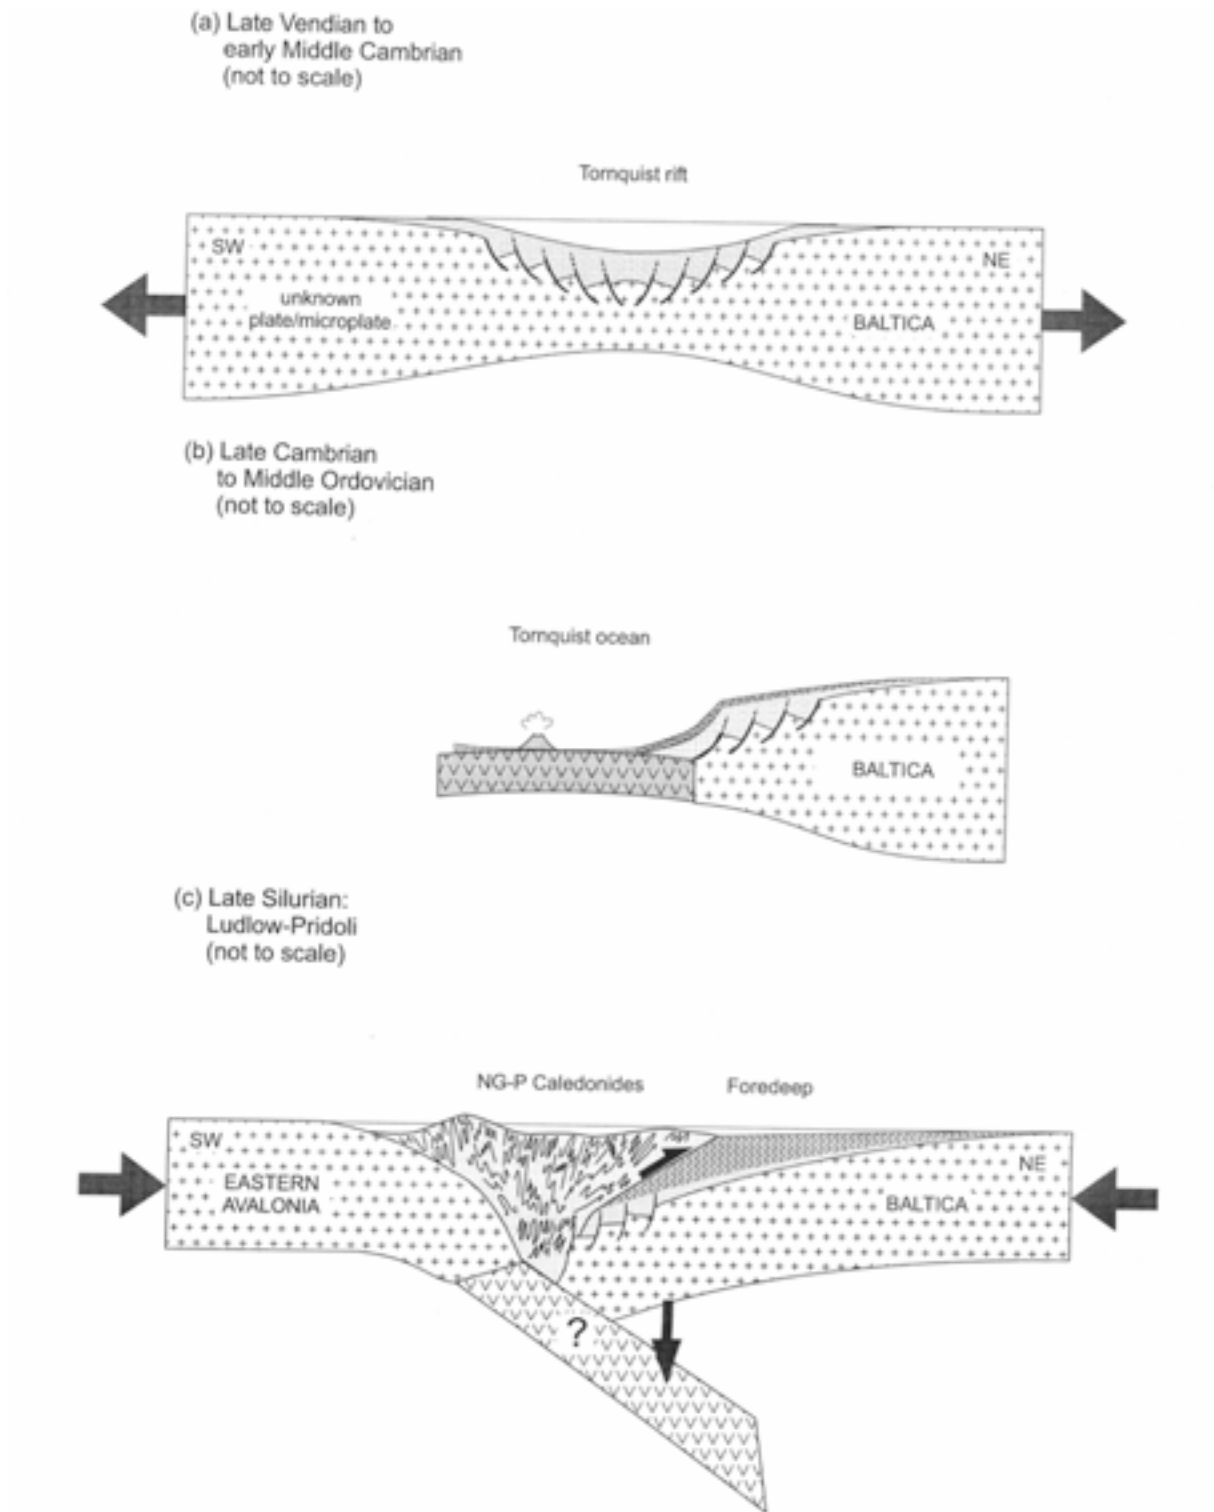 (a) Late Vendian to
early Middle Cambrian
(not to scale)
Tornquist rift
SW
NE
unknown
plate/microplate
BALTICA
(b) Late Cambrian
to Middle Ordovician
(not to scale)
Tornquist ocean
BALTICA
(c) Late Silurian:
Ludlow-Pridoli
(not to scale)
NG-P Caledonides
Foredeep
SW
NE
EASTERN
AVALONIA
BALTICA
?